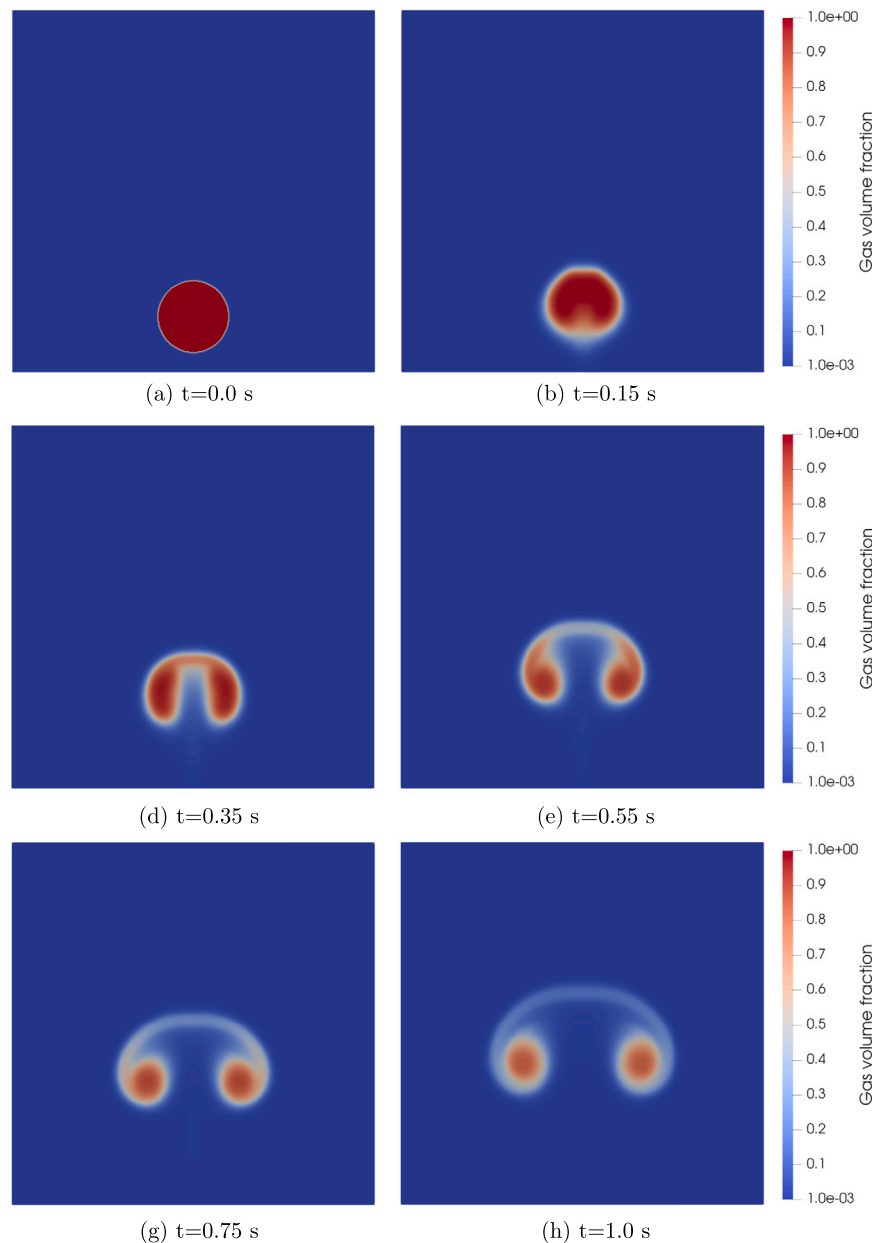 1.0e+00
0.9
0.8
0.7
0.6
0.5
0.4
0.3
0.2
0.1
1.0e-03
Gas volume fraction
(a) t=0.0 s
(b) t=0.15 s
1.0e+00
0.9
0.8
0.7
0.6
0.5
0.4
0.3
0.2
0.1
1.0e-03
Gas volume fraction
(d) t=0.35 s
(e) t=0.55 s
1.0e+00
0.9
0.8
0.7
0.6
0.5
0.4
0.3
0.2
0.1
1.0e-03
Gas volume fraction
(g) t=0.75 s
(h) t=1.0 s